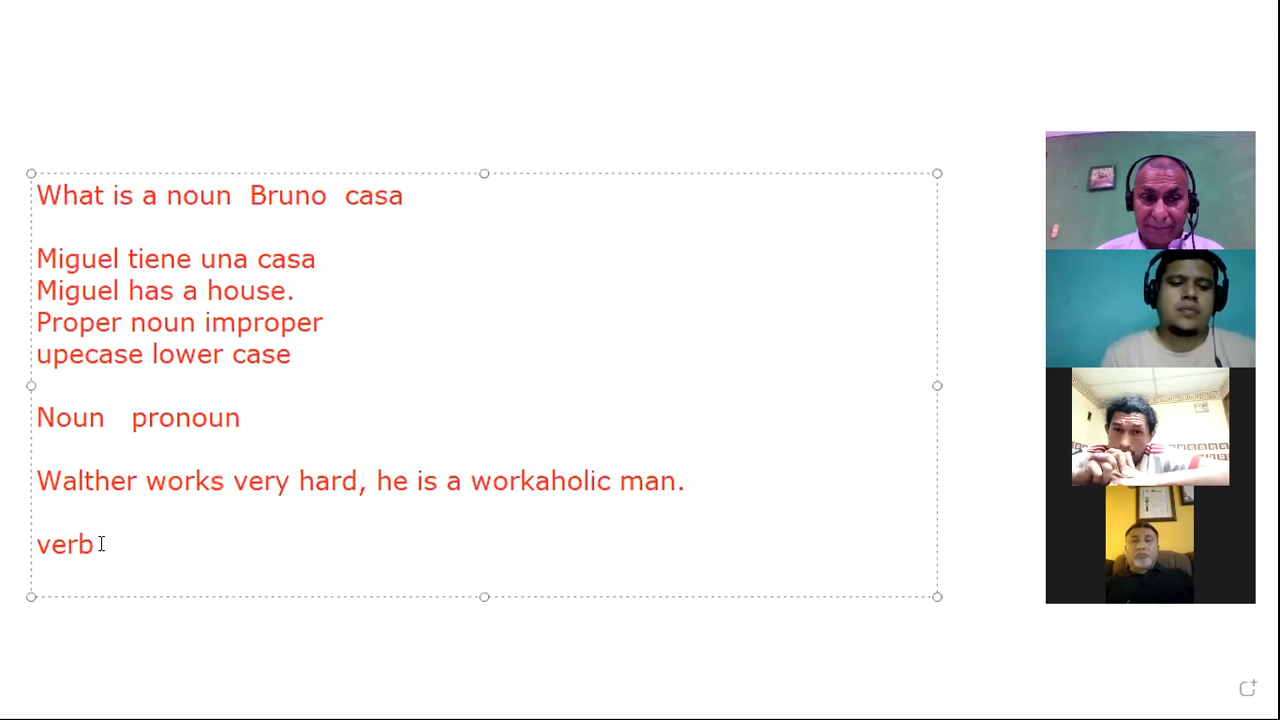 What is a noun Bruno casa
Miguel tiene una casa
Miguel has a house.
Proper noun improper
upecase lower case
Noun pronoun
Walther works very hard, he is a workaholic man.
verb